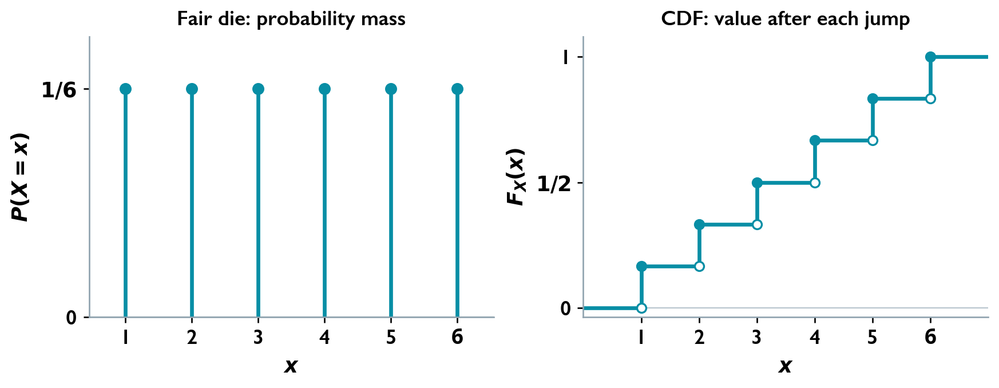 Fair die: probability mass
P(X = x)
1/6
0
1 2 3 4 5 6
x
CDF: value after each jump
F_X(x)
1
1/2
0
1 2 3 4 5 6
x